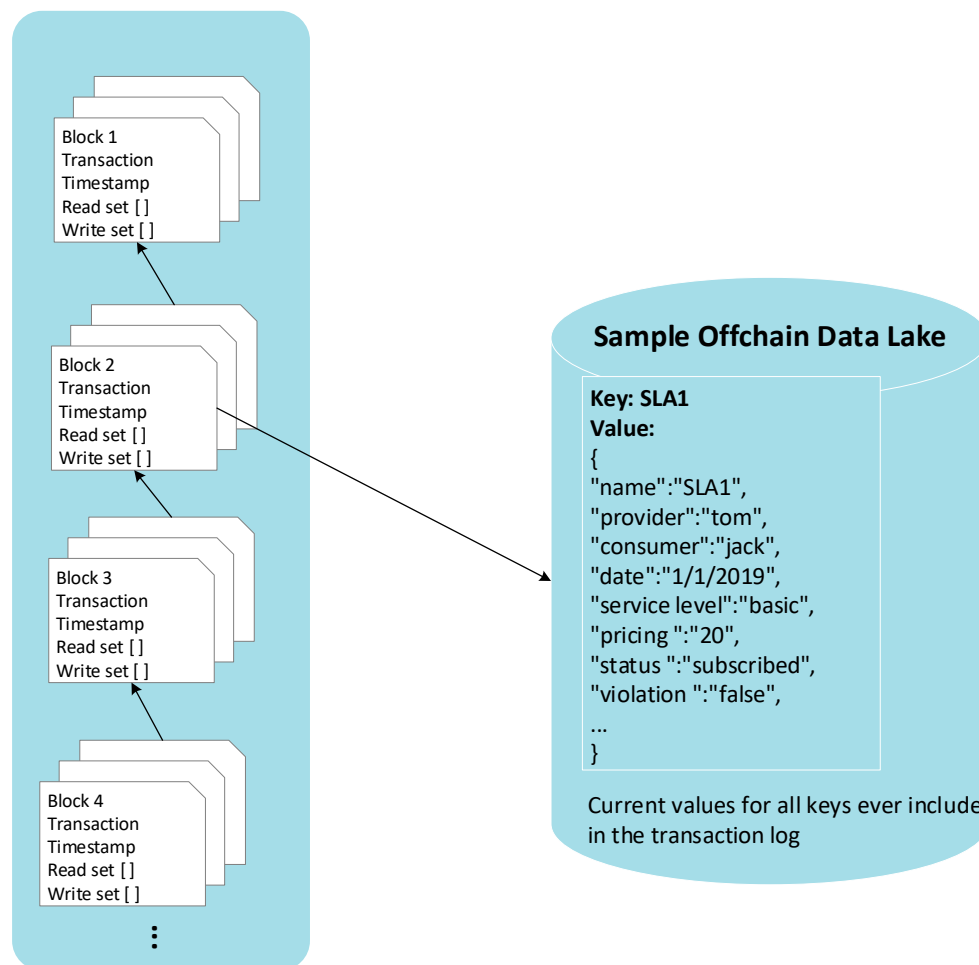 Block 1
Transaction
Timestamp
Read set [ ]
Write set [ ]
Block 2
Transaction
Timestamp
Read set [ ]
Write set [ ]
Block 3
Transaction
Timestamp
Read set [ ]
Write set [ ]
Block 4
Transaction
Timestamp
Read set [ ]
Write set [ ]
...
Sample Offchain Data Lake
Key: SLA1
Value:
{
"name":"SLA1",
"provider":"tom",
"consumer":"jack",
"date":"1/1/2019",
"service level":"basic",
"pricing ":"20",
"status ":"subscribed",
"violation ":"false",
...
}
Current values for all keys ever include
in the transaction log